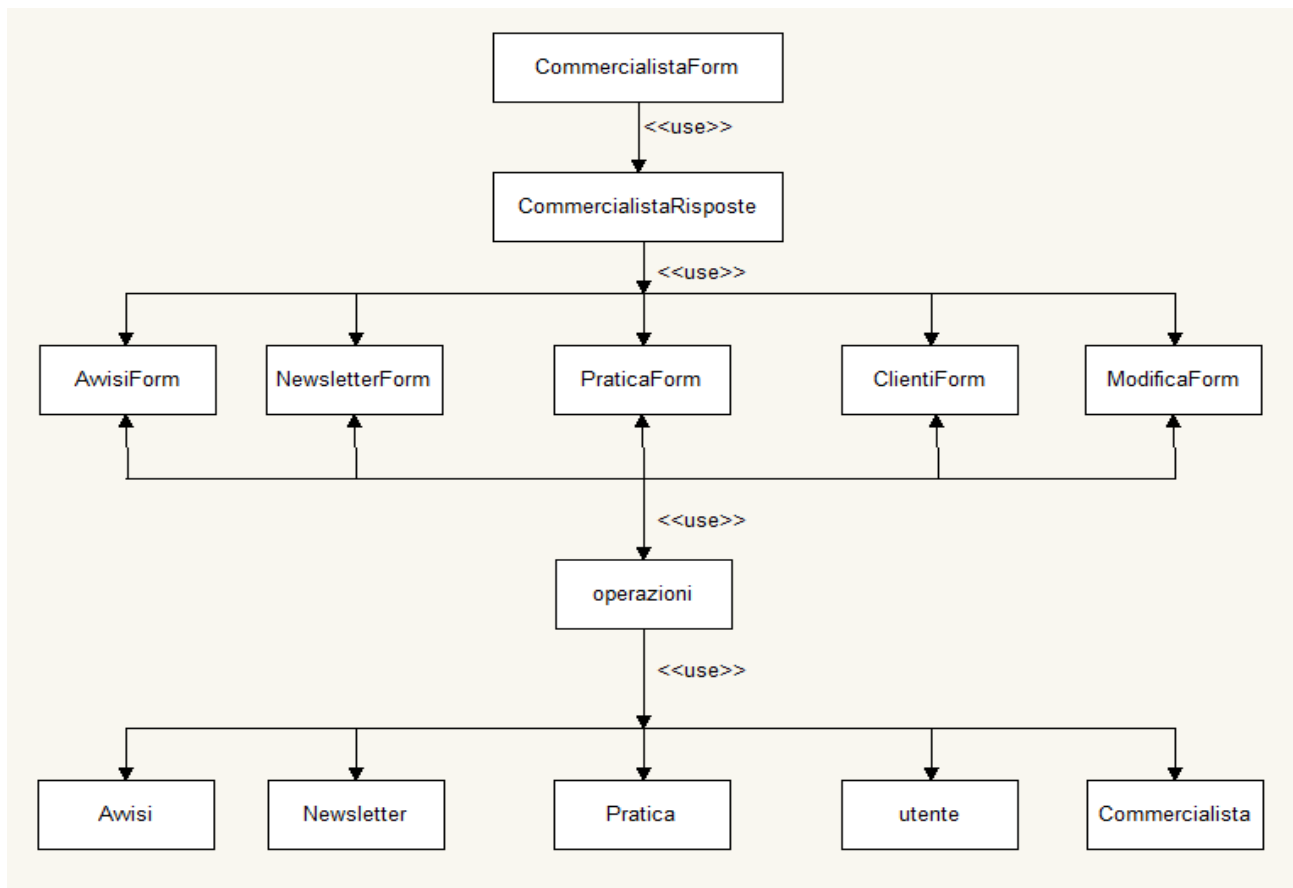 CommercialistaForm
<<use>>
CommercialistaRisposte
<<use>>
AvvisiForm
NewsletterForm
PraticaForm
ClientiForm
ModificaForm
<<use>>
operazioni
<<use>>
Avvisi
Newsletter
Pratica
utente
Commercialista